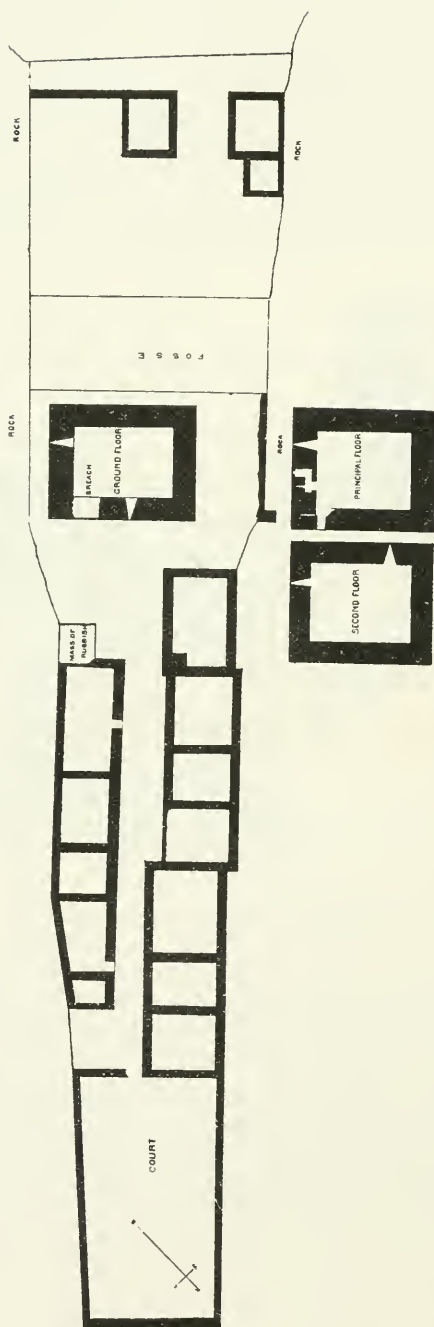 ROCK
ROCK
ROCK
FOSSE
BREACH
GROUND FLOOR
ROCK
PRINCIPAL FLOOR
SECOND FLOOR
MASS OF
RUBBISH
COURT